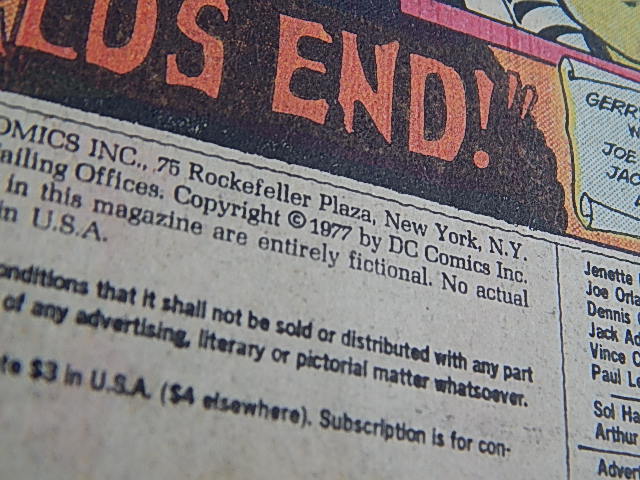 LD'S END!"
GERR
JOE
JAC
OMICS INC., 75 Rockefeller Plaza, New York, N.Y.
ailing Offices. Copyright © 1977 by DC Comics Inc.
in this magazine are entirely fictional. No actual
in U.S.A.
onditions that it shall not be sold or distributed with any part
of any advertising, literary or pictorial matter whatsoever.
te $3 in U.S.A. ($4 elsewhere). Subscription is for con-
Jenette
Joe Orla
Dennis
Jack Ad
Vince C
Paul Le
Sol Ha
Arthur
Advert